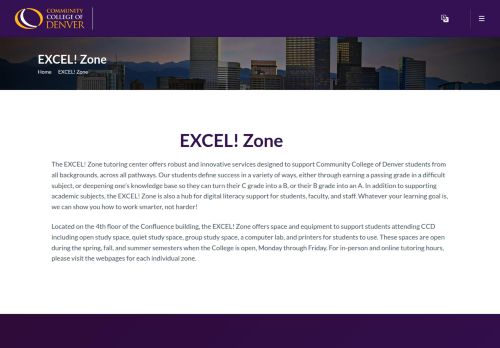 COMMUNITY
COLLEGE OF
DENVER
EXCEL! Zone
Home EXCEL! Zone
EXCEL! Zone
The EXCEL! Zone tutoring center offers robust and innovative services designed to support Community College of Denver students from
all backgrounds, across all pathways. Our students define success in a variety of ways, either through earning a passing grade in a difficult
subject, or deepening one's knowledge base so they can turn their C grade into a B, or their B grade into an A. In addition to supporting
academic subjects, the EXCEL! Zone is also a hub for digital literacy support for students, faculty, and staff. Whatever your learning goal is,
we can show you how to work smarter, not harder!
Located on the 4th floor of the Confluence building, the EXCEL! Zone offers space and equipment to support students attending CCD
including open study space, quiet study space, group study space, a computer lab, and printers for students to use. These spaces are open
during the spring, fall, and summer semesters when the College is open, Monday through Friday. For in-person and online tutoring hours,
please visit the webpages for each individual zone.